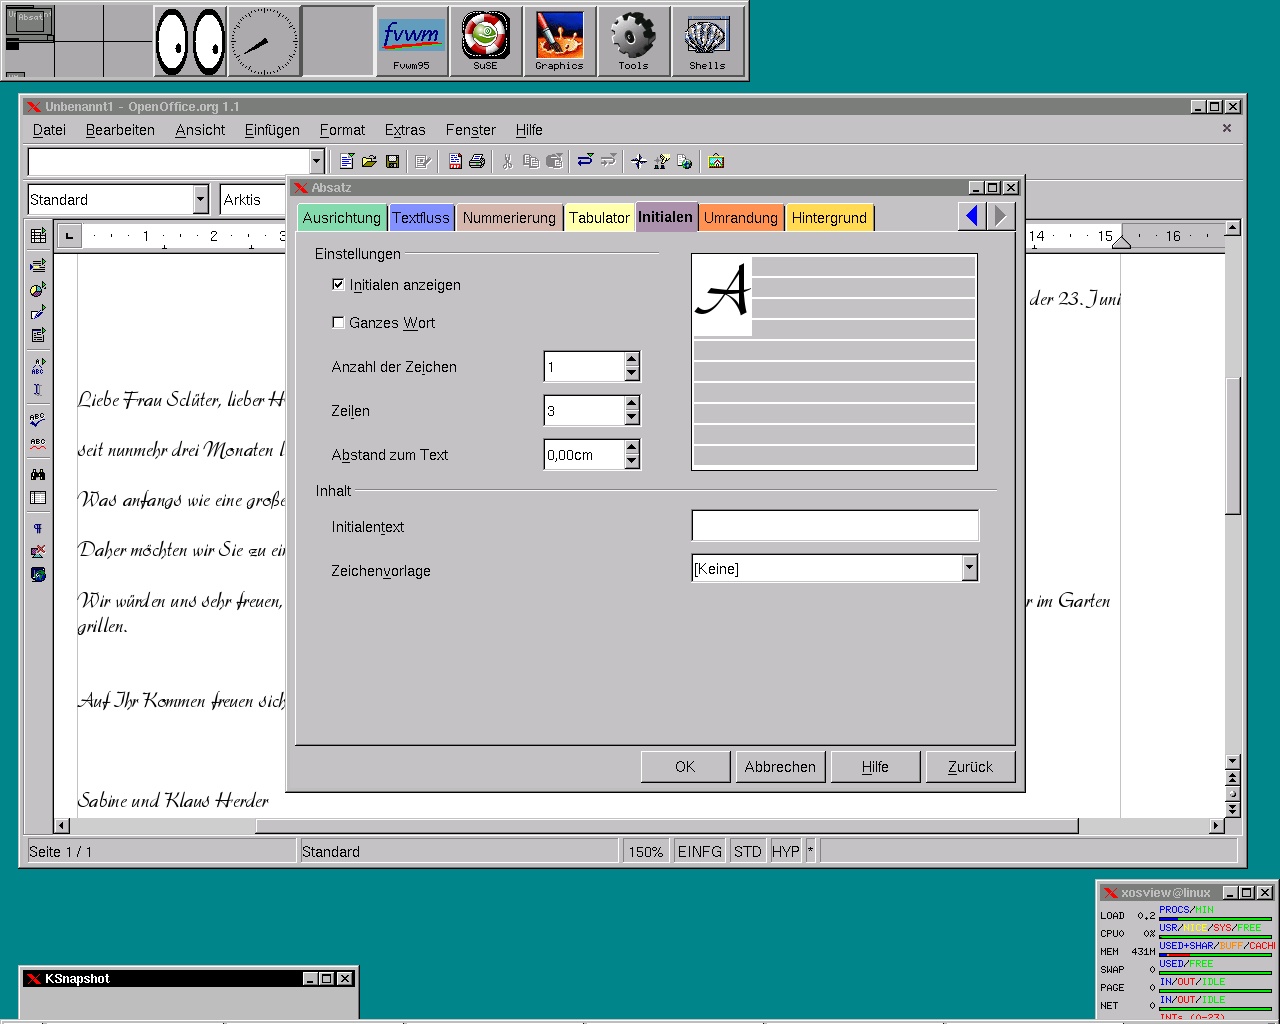 Absatz
fvwm
Fvwm95 SuSE Graphics Tools Shells
Unbenannt1 - OpenOffice.org 1.1
Datei Bearbeiten Ansicht Einfügen Format Extras Fenster Hilfe
Standard Arktis
Absatz
Ausrichtung Textfluss Nummerierung Tabulator Initialen Umrandung Hintergrund
1 2 3 14 15 16
Einstellungen
Initialen anzeigen
Ganzes Wort
Anzahl der Zeichen 1
Zeilen 3
Abstand zum Text 0,00cm
A
Inhalt
Initialentext
Zeichenvorlage [Keine]
OK Abbrechen Hilfe Zurück
der 23. Juni
Liebe Frau Sclüter, lieber H
seit nunmehr drei Monaten l
Was anfangs wie eine große
Daher möchten wir Sie zu ein
Wir würden uns sehr freuen, r im Garten
grillen.
Auf Ihr Kommen freuen sich
Sabine und Klaus Herder
Seite 1 / 1 Standard 150% EINFG STD HYP *
xosview@linux
PROCS/MIN
LOAD 0.2
USR/NICE/SYS/FREE
CPU0 0%
USED+SHAR/BUFF/CACH
MEM 431M
USED/FREE
SWAP 0
IN/OUT/IDLE
PAGE 0
IN/OUT/IDLE
NET 0
INTs (0-23)
KSnapshot